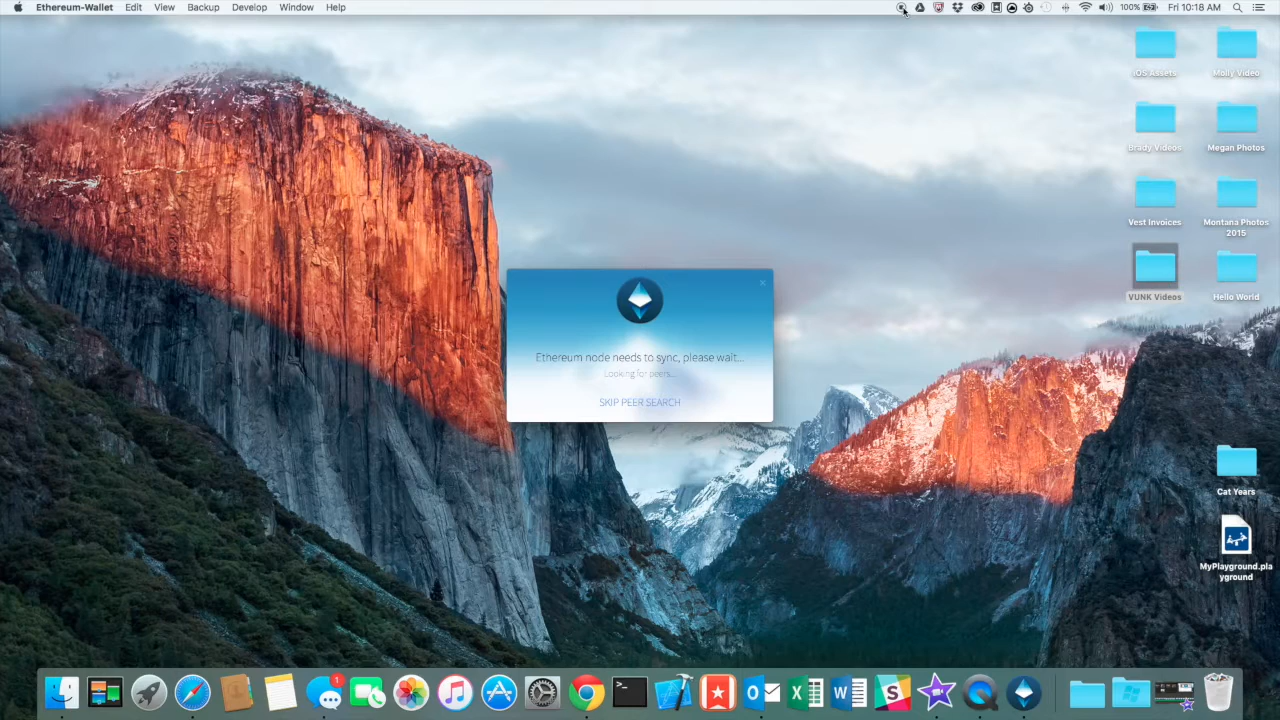 Ethereum-Wallet Edit View Backup Develop Window Help
100% Fri 10:18 AM
iOS Assets
Molly Video
Brady Videos
Megan Photos
Vest Invoices
Montana Photos
2015
VUNK Videos
Hello World
Ethereum node needs to sync, please wait...
Looking for peers...
SKIP PEER SEARCH
Cat Years
MyPlayground.pla
yground
1